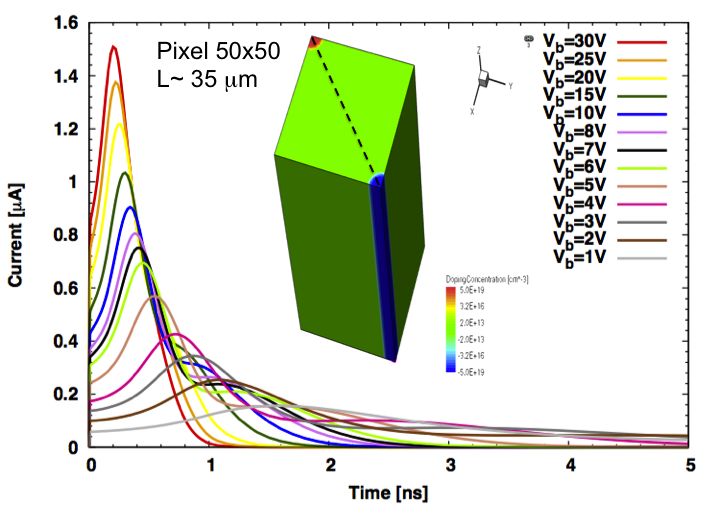 Pixel 50x50
L~ 35 μm
V_b=30V
V_b=25V
V_b=20V
V_b=15V
V_b=10V
V_b=8V
V_b=7V
V_b=6V
V_b=5V
V_b=4V
V_b=3V
V_b=2V
V_b=1V
Z
Y
X
DopingConcentration [cm^-3]
5.0E+19
3.2E+16
2.0E+13
-2.0E+13
-3.2E+16
-5.0E+19
Current [μA]
1.6
1.4
1.2
1
0.8
0.6
0.4
0.2
0
0
1
2
3
4
5
Time [ns]